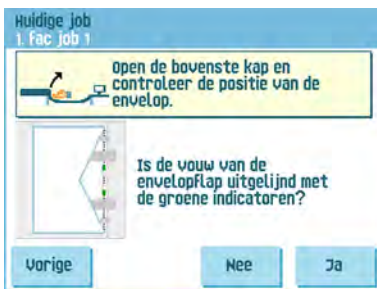 Huidige job
1. Fac job 1
Open de bovenste kap en
controleer de positie van de
envelop.
Is de vouw van de
envelopflap uitgelijnd met
de groene indicatoren?
Vorige
Nee
Ja